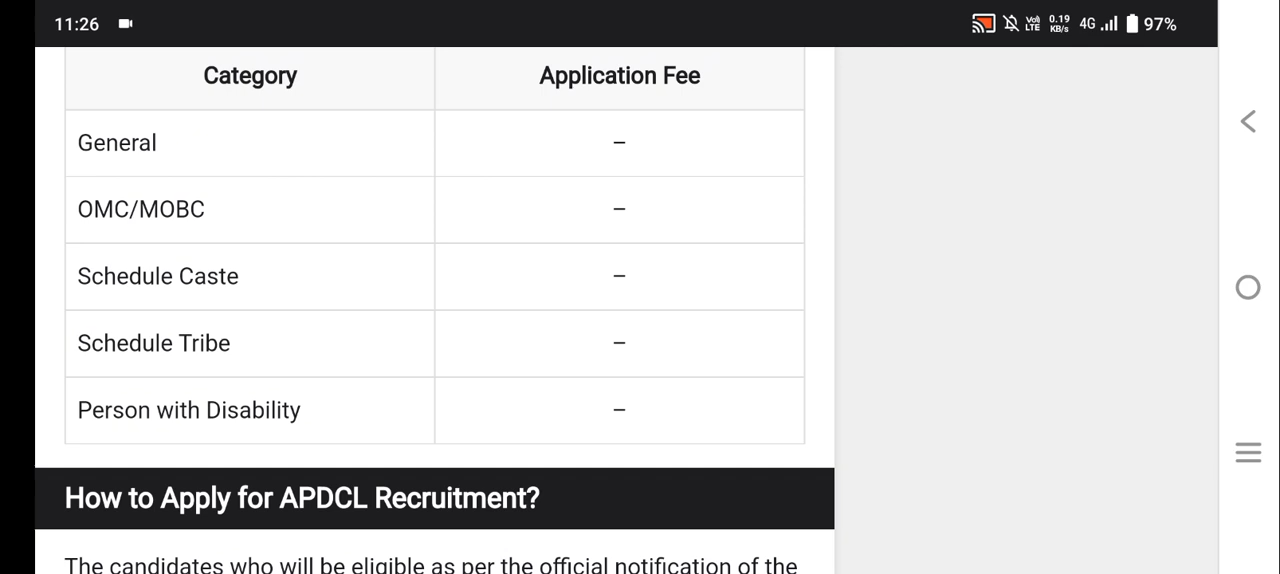 11:26 Vo) LTE 0.19 KB/s 4G 97%
Category Application Fee
General –
OMC/MOBC –
Schedule Caste –
Schedule Tribe –
Person with Disability –
How to Apply for APDCL Recruitment?
The candidates who will be eligible as per the official notification of the